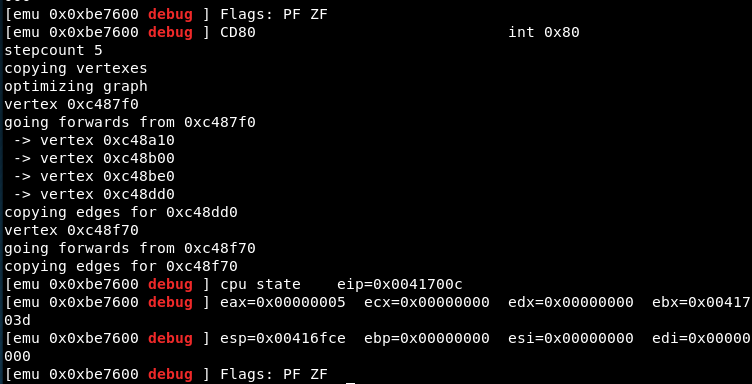 [emu 0x0xbe7600 debug ] Flags: PF ZF
[emu 0x0xbe7600 debug ] CD80                            int 0x80
stepcount 5
copying vertexes
optimizing graph
vertex 0xc487f0
going forwards from 0xc487f0
 -> vertex 0xc48a10
 -> vertex 0xc48b00
 -> vertex 0xc48be0
 -> vertex 0xc48dd0
copying edges for 0xc48dd0
vertex 0xc48f70
going forwards from 0xc48f70
copying edges for 0xc48f70
[emu 0x0xbe7600 debug ] cpu state    eip=0x0041700c
[emu 0x0xbe7600 debug ] eax=0x00000005  ecx=0x00000000  edx=0x00000000  ebx=0x00417
03d
[emu 0x0xbe7600 debug ] esp=0x00416fce  ebp=0x00000000  esi=0x00000000  edi=0x00000
000
[emu 0x0xbe7600 debug ] Flags: PF ZF